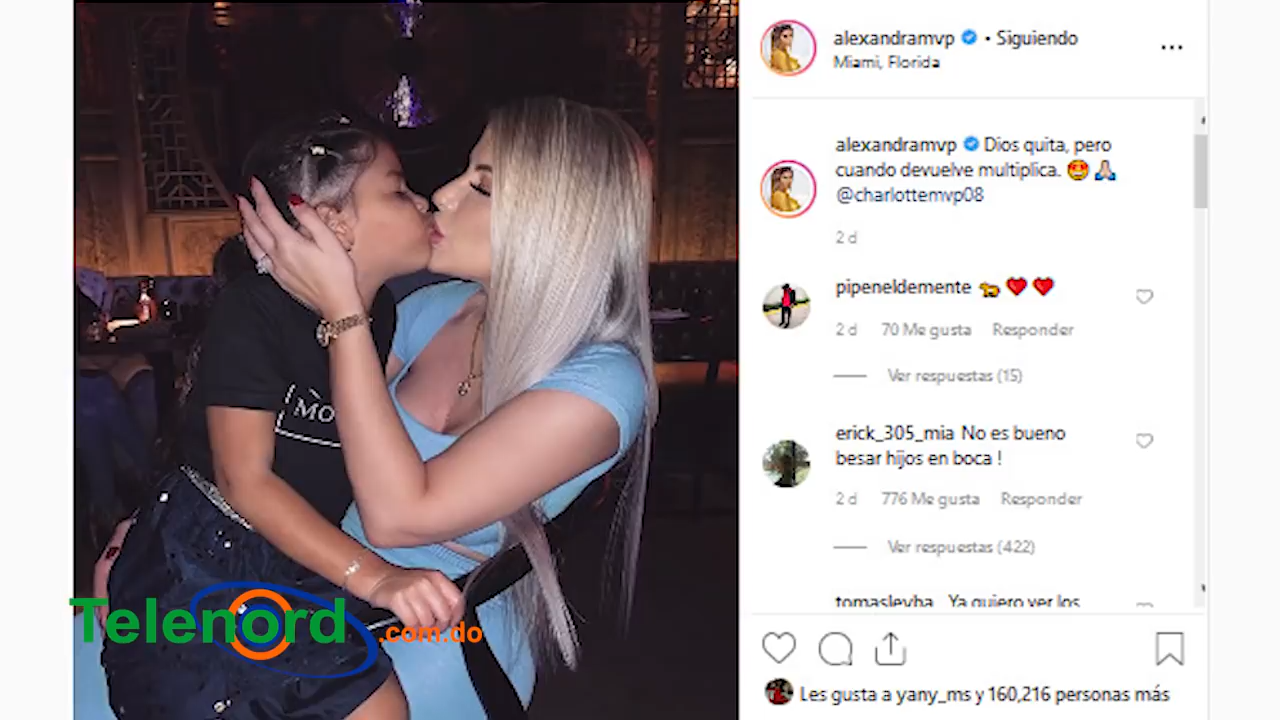 MÒ
Telenord
.com.do
alexandramvp • Siguiendo
Miami, Florida
alexandramvp Dios quita, pero
cuando devuelve multiplica. 🤩🙏🏻
@charlottemvp08
2 d
pipeneldemente 🐆❤️❤️
2 d 70 Me gusta Responder
Ver respuestas (15)
erick_305_mia No es bueno
besar hijos en boca !
2 d 776 Me gusta Responder
Ver respuestas (422)
Ya quiero ver los
Les gusta a yany_ms y 160,216 personas más